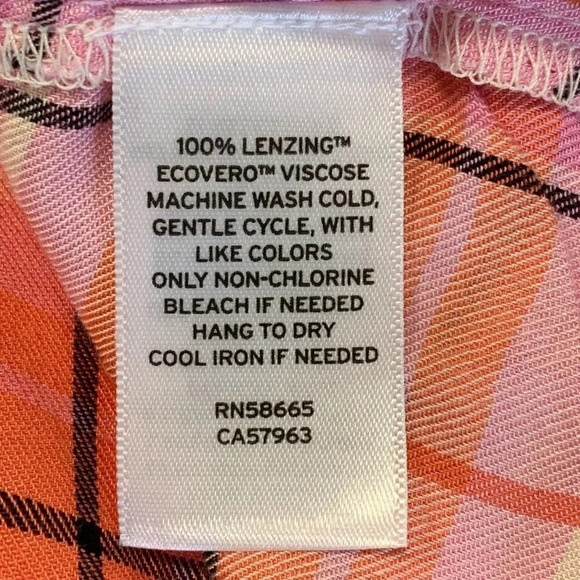 100% LENZING™
ECOVERO™ VISCOSE
MACHINE WASH COLD,
GENTLE CYCLE, WITH
LIKE COLORS
ONLY NON-CHLORINE
BLEACH IF NEEDED
HANG TO DRY
COOL IRON IF NEEDED
RN58665
CA57963